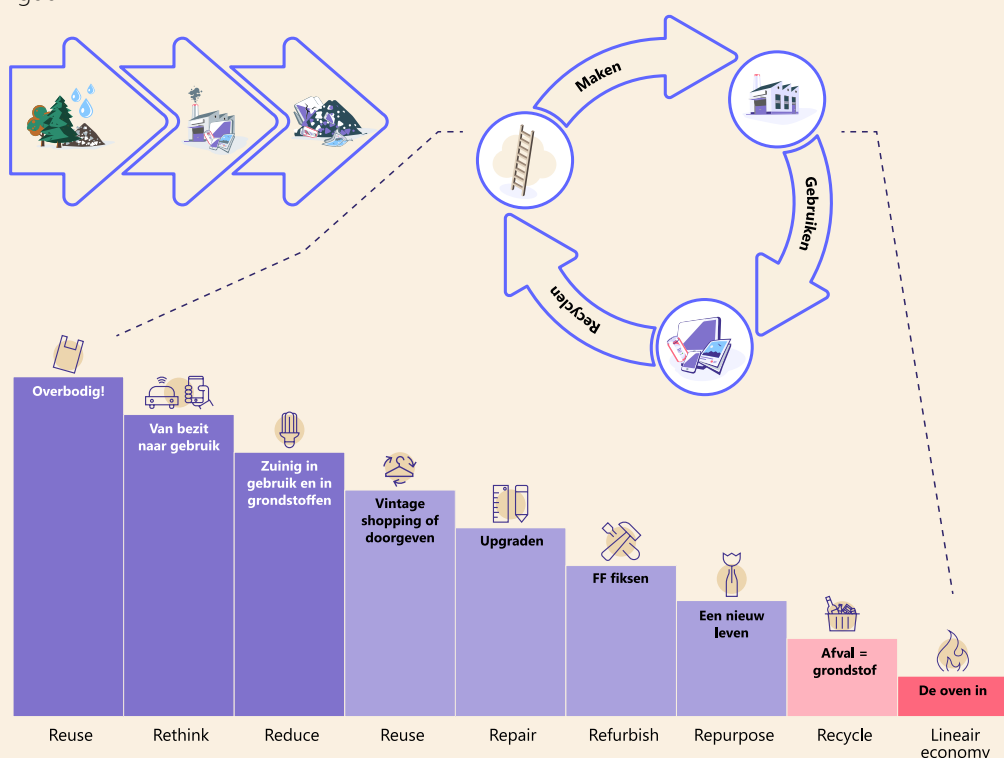 Maken
Gebruiken
Recyclen
Overbodig!
Van bezit
naar gebruik
Zuinig in
gebruik en in
grondstoffen
Vintage
shopping of
doorgeven
Upgraden
FF fiksen
Een nieuw
leven
Afval =
grondstof
De oven in
Reuse
Rethink
Reduce
Reuse
Repair
Refurbish
Repurpose
Recycle
Lineair
economy